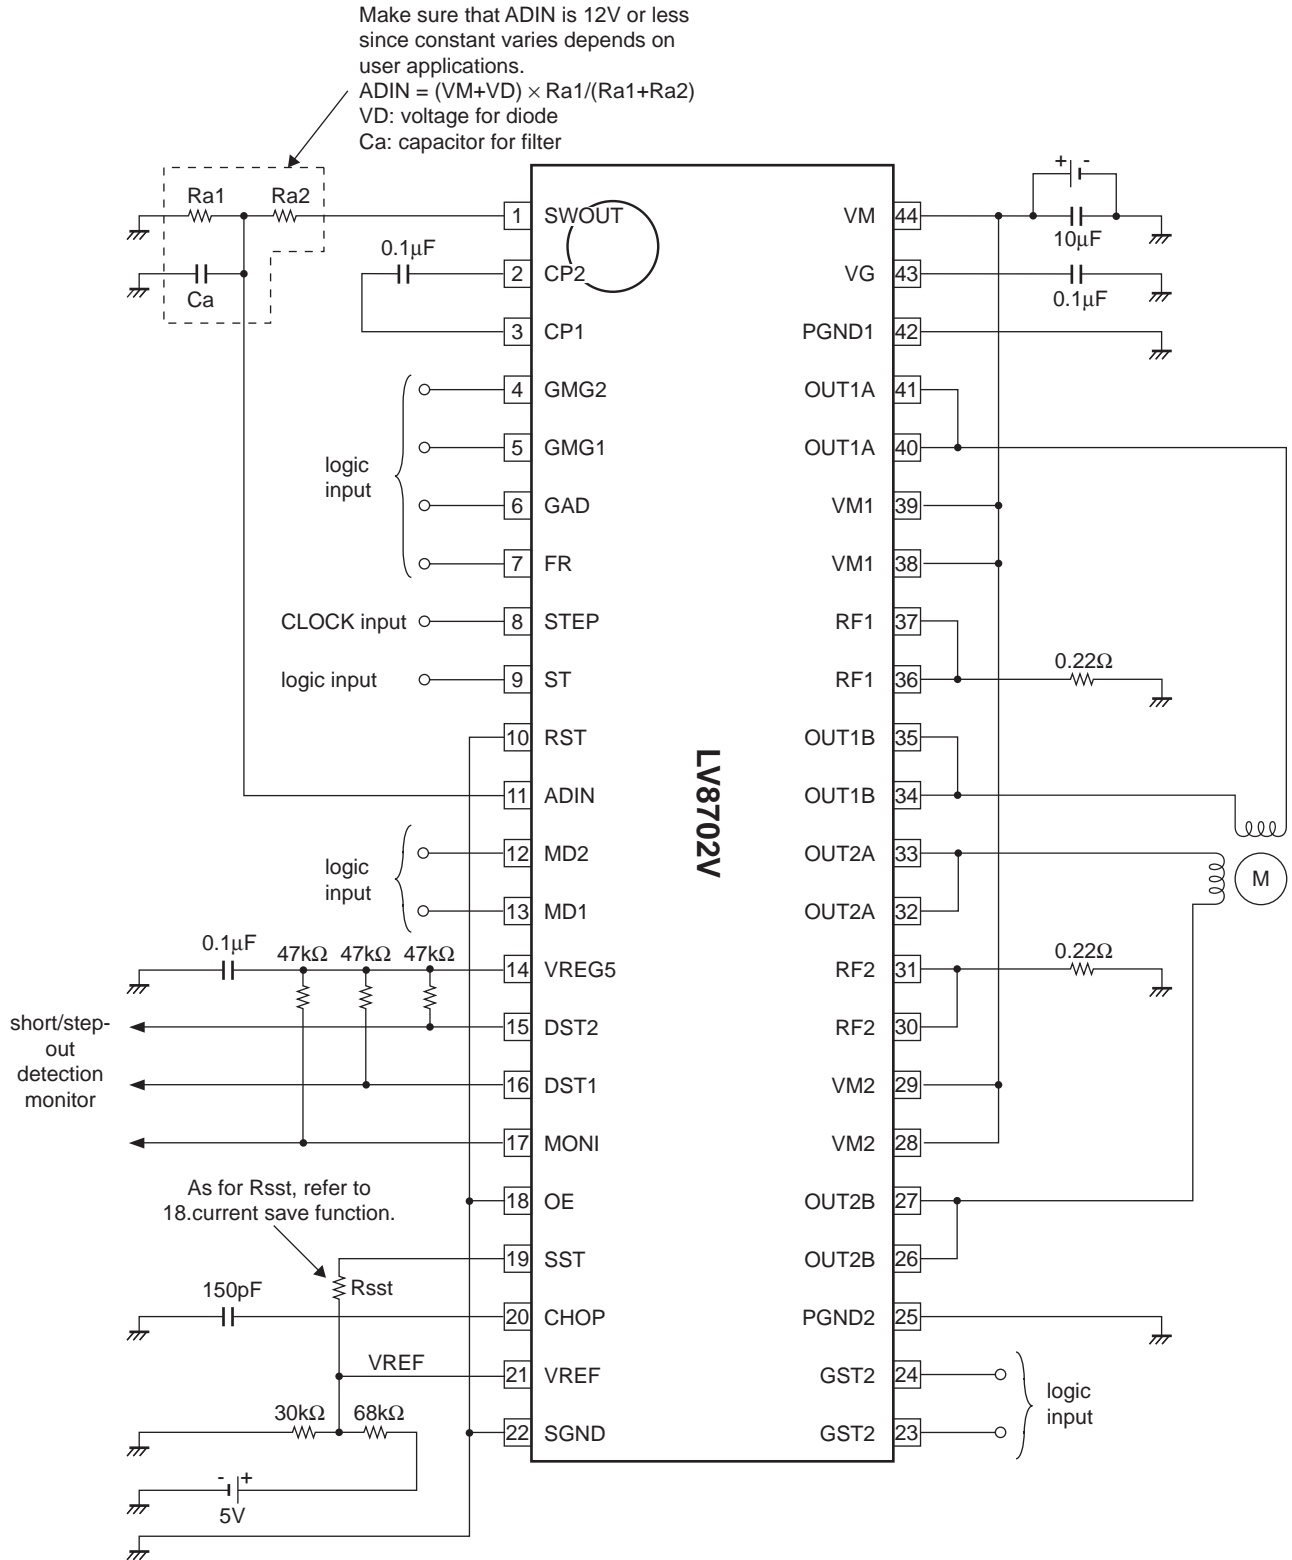 Make sure that ADIN is 12V or less
since constant varies depends on
user applications.
ADIN = (VM+VD) × Ra1/(Ra1+Ra2)
VD: voltage for diode
Ca: capacitor for filter
Ra1
Ra2
Ca
0.1μF
1 SWOUT
2 CP2
3 CP1
4 GMG2
5 GMG1
6 GAD
7 FR
logic
input
CLOCK input
8 STEP
logic input
9 ST
10 RST
11 ADIN
12 MD2
13 MD1
logic
input
0.1μF
47kΩ
47kΩ
47kΩ
14 VREG5
15 DST2
16 DST1
17 MONI
short/step-
out
detection
monitor
18 OE
As for Rsst, refer to
18.current save function.
19 SST
Rsst
150pF
20 CHOP
VREF
21 VREF
30kΩ
68kΩ
22 SGND
- +
5V
LV8702V
VM 44
+ -
10μF
VG 43
0.1μF
PGND1 42
OUT1A 41
OUT1A 40
VM1 39
VM1 38
RF1 37
RF1 36
0.22Ω
OUT1B 35
OUT1B 34
OUT2A 33
OUT2A 32
M
RF2 31
0.22Ω
RF2 30
VM2 29
VM2 28
OUT2B 27
OUT2B 26
PGND2 25
GST2 24
GST2 23
logic
input